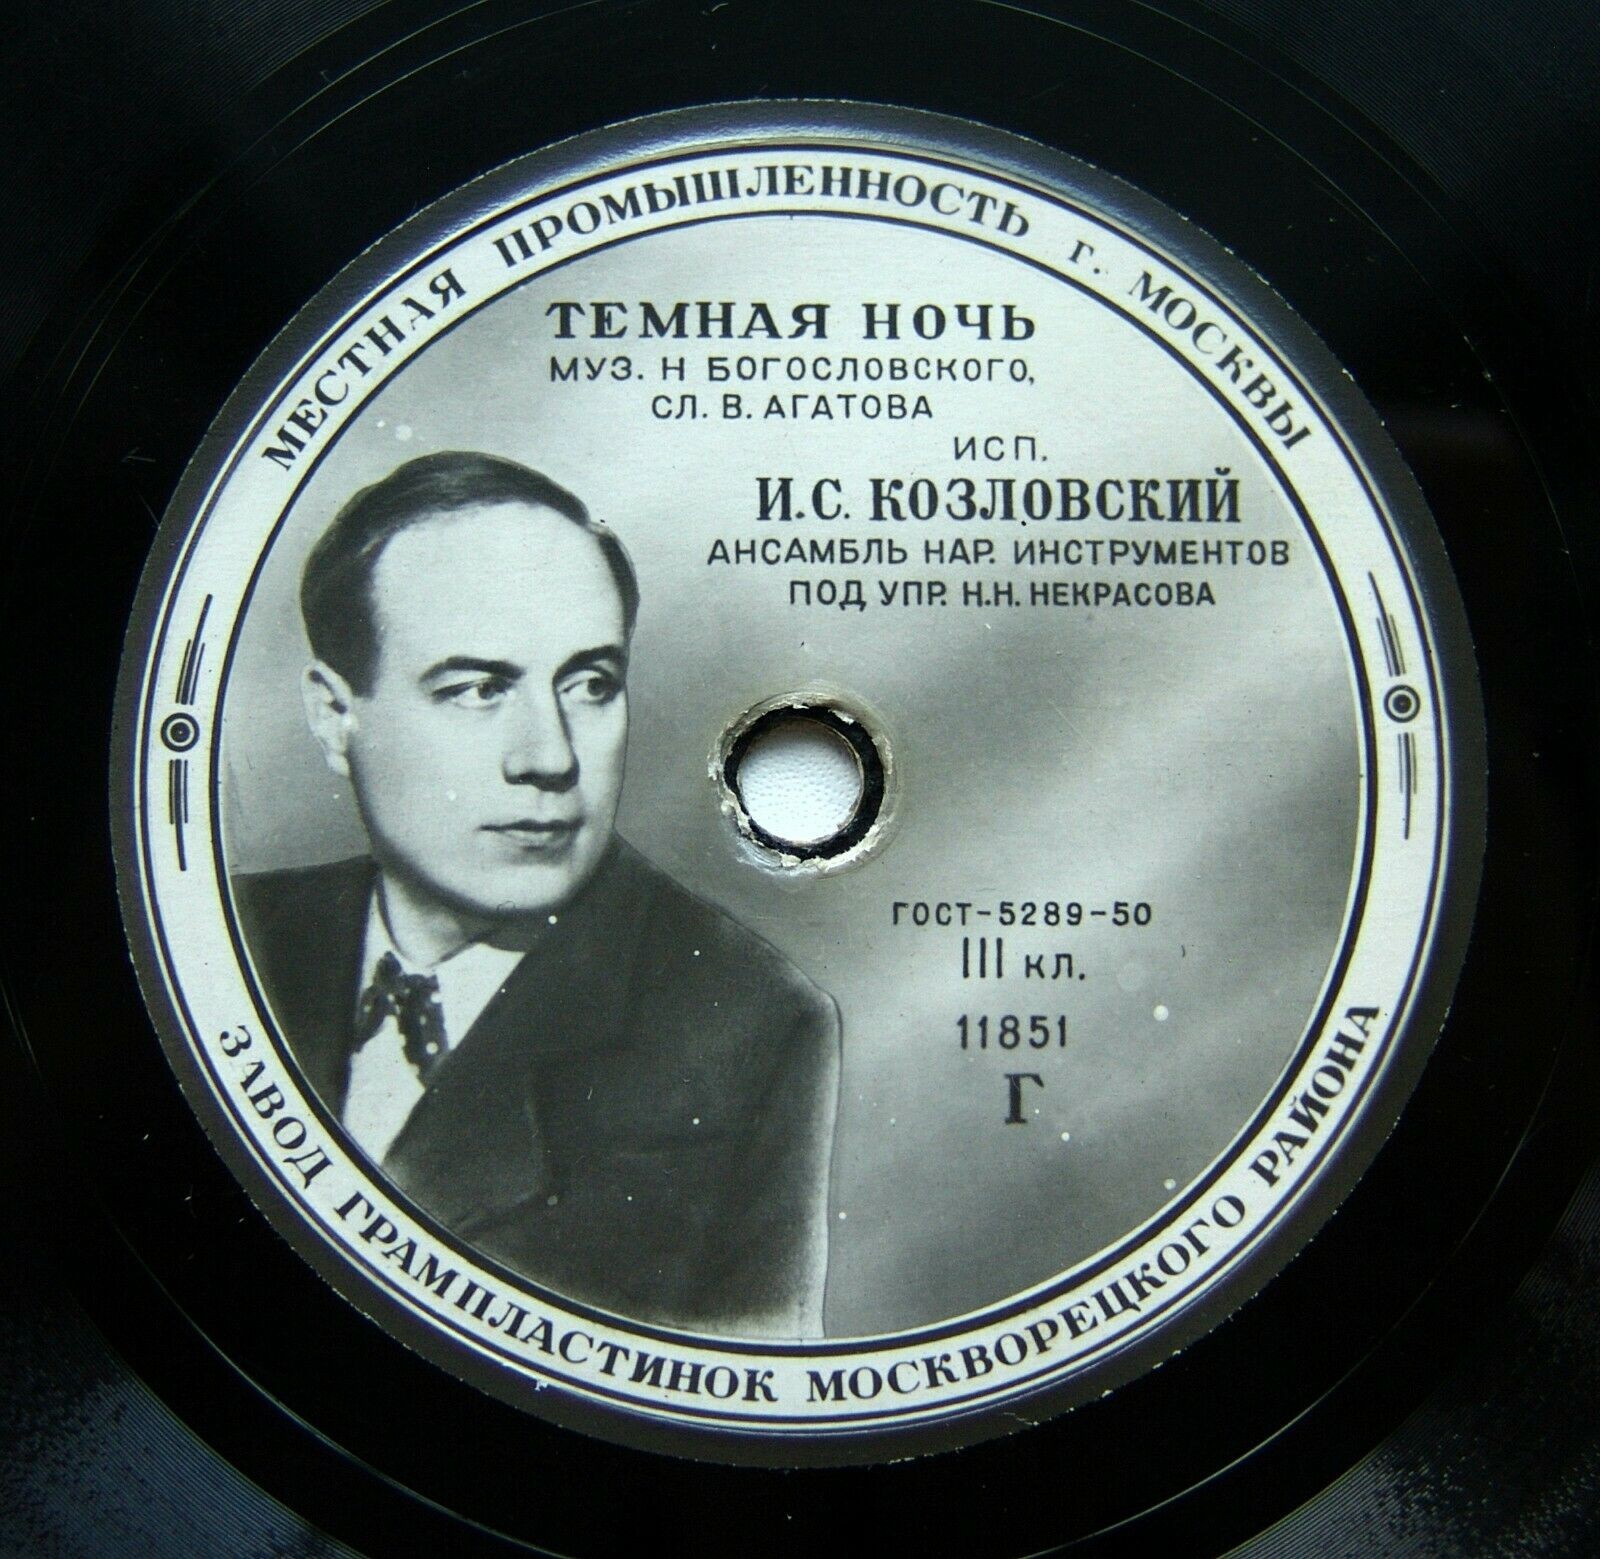 МЕСТНАЯ ПРОМЫШЛЕННОСТЬ г. МОСКВЫ
ТЕМНАЯ НОЧЬ
МУЗ. Н БОГОСЛОВСКОГО,
СЛ. В. АГАТОВА
ИСП.
И.С. КОЗЛОВСКИЙ
АНСАМБЛЬ НАР. ИНСТРУМЕНТОВ
ПОД УПР. Н.Н. НЕКРАСОВА
ГОСТ-5289-50
III кл.
11851
Г
ЗАВОД ГРАМПЛАСТИНОК МОСКВОРЕЦКОГО РАЙОНА